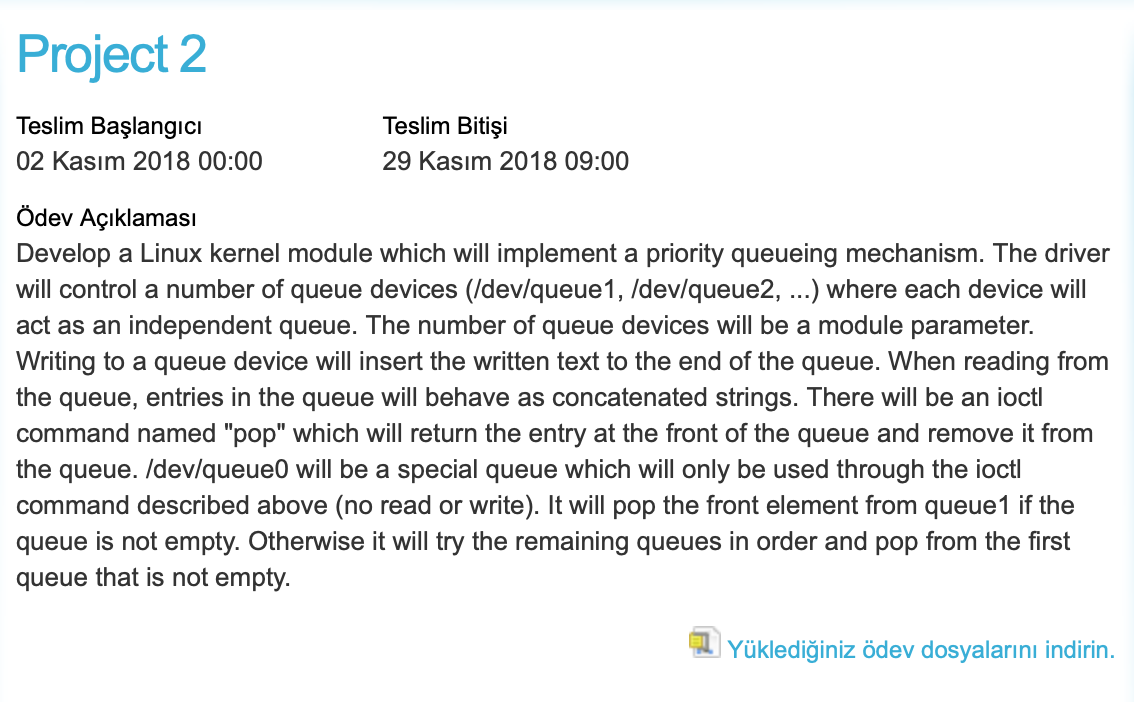 Project 2
Teslim Başlangıcı
02 Kasım 2018 00:00
Teslim Bitişi
29 Kasım 2018 09:00
Ödev Açıklaması
Develop a Linux kernel module which will implement a priority queueing mechanism. The driver
will control a number of queue devices (/dev/queue1, /dev/queue2, ...) where each device will
act as an independent queue. The number of queue devices will be a module parameter.
Writing to a queue device will insert the written text to the end of the queue. When reading from
the queue, entries in the queue will behave as concatenated strings. There will be an ioctl
command named "pop" which will return the entry at the front of the queue and remove it from
the queue. /dev/queue0 will be a special queue which will only be used through the ioctl
command described above (no read or write). It will pop the front element from queue1 if the
queue is not empty. Otherwise it will try the remaining queues in order and pop from the first
queue that is not empty.
Yüklediğiniz ödev dosyalarını indirin.